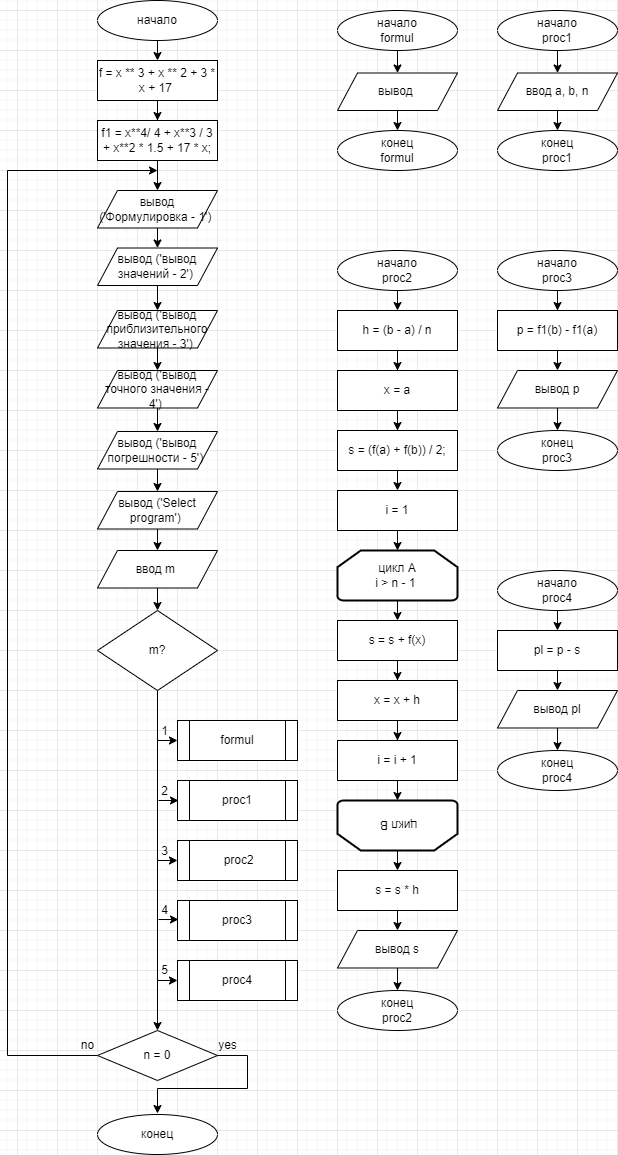 начало
f = x ** 3 + x ** 2 + 3 *
x + 17
f1 = x**4/ 4 + x**3 / 3
+ x**2 * 1.5 + 17 * x;
вывод
('Формулировка - 1')
вывод ('вывод
значений - 2')
вывод ('вывод
приблизительного
значения - 3')
вывод ('вывод
точного значения -
4')
вывод ('вывод
погрешности - 5')
вывод ('Select
program')
ввод m
m?
1
formul
2
proc1
3
proc2
4
proc3
5
proc4
no
n = 0
yes
конец
начало
formul
вывод
конец
formul
начало
proc1
ввод a, b, n
конец
proc1
начало
proc2
h = (b - a) / n
x = a
s = (f(a) + f(b)) / 2;
i = 1
цикл A
i > n - 1
s = s + f(x)
x = x + h
i = i + 1
цикл B
s = s * h
вывод s
конец
proc2
начало
proc3
p = f1(b) - f1(a)
вывод p
конец
proc3
начало
proc4
pl = p - s
вывод pl
конец
proc4